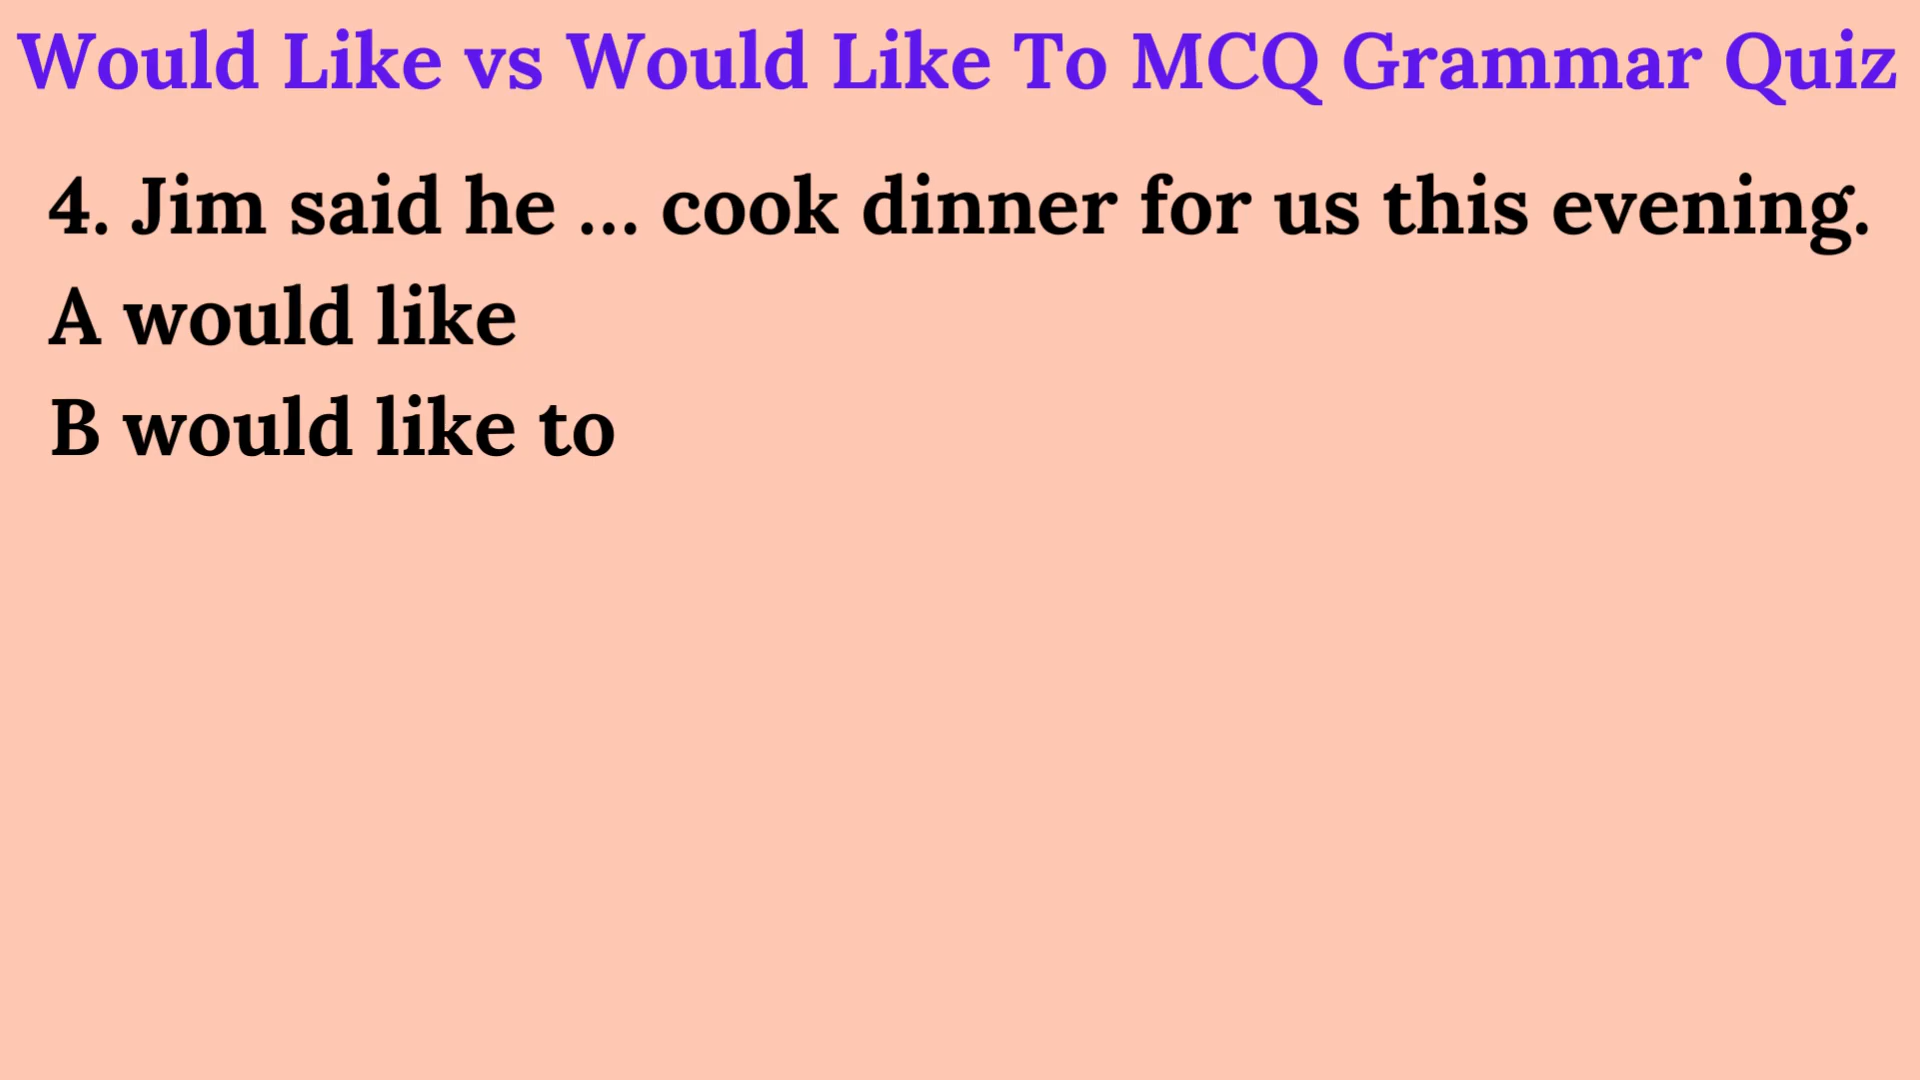 Would Like vs Would Like To MCQ Grammar Quiz
4. Jim said he ... cook dinner for us this evening.
A would like
B would like to